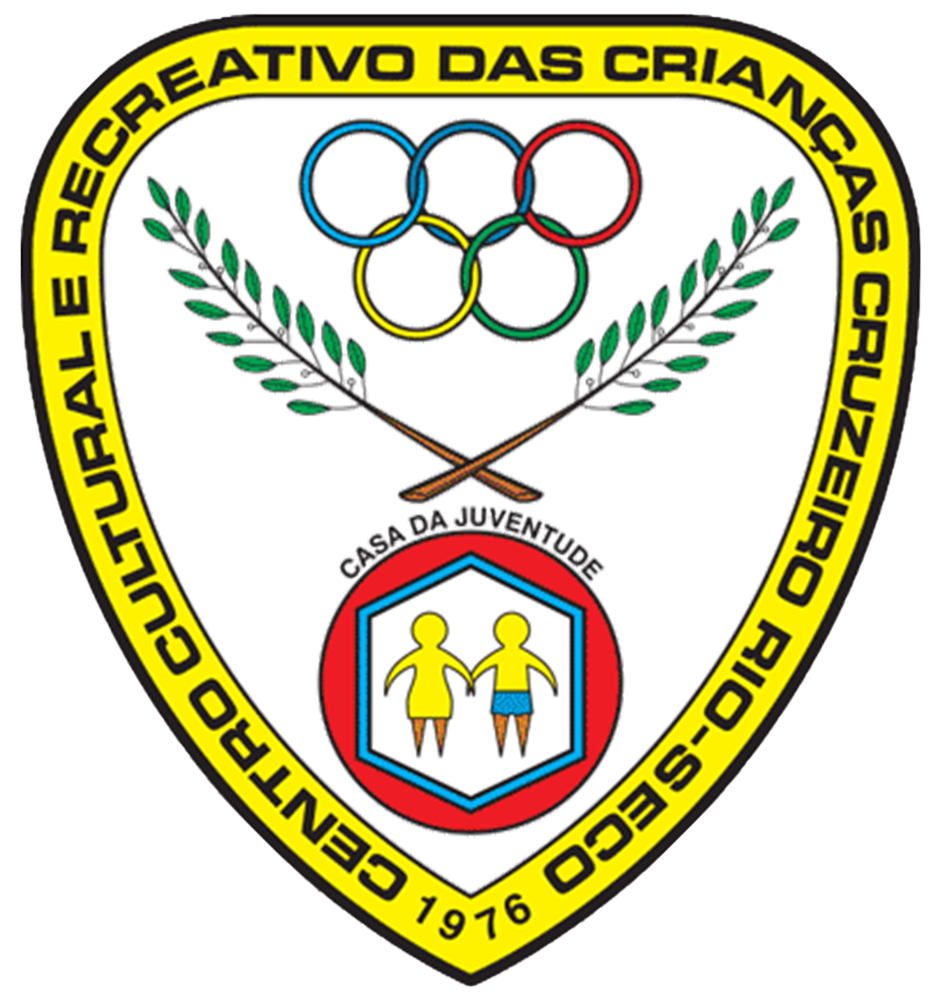 CENTRO CULTURAL E RECREATIVO DAS CRIANÇAS CRUZEIRO RIO-SECO
CASA DA JUVENTUDE
1976